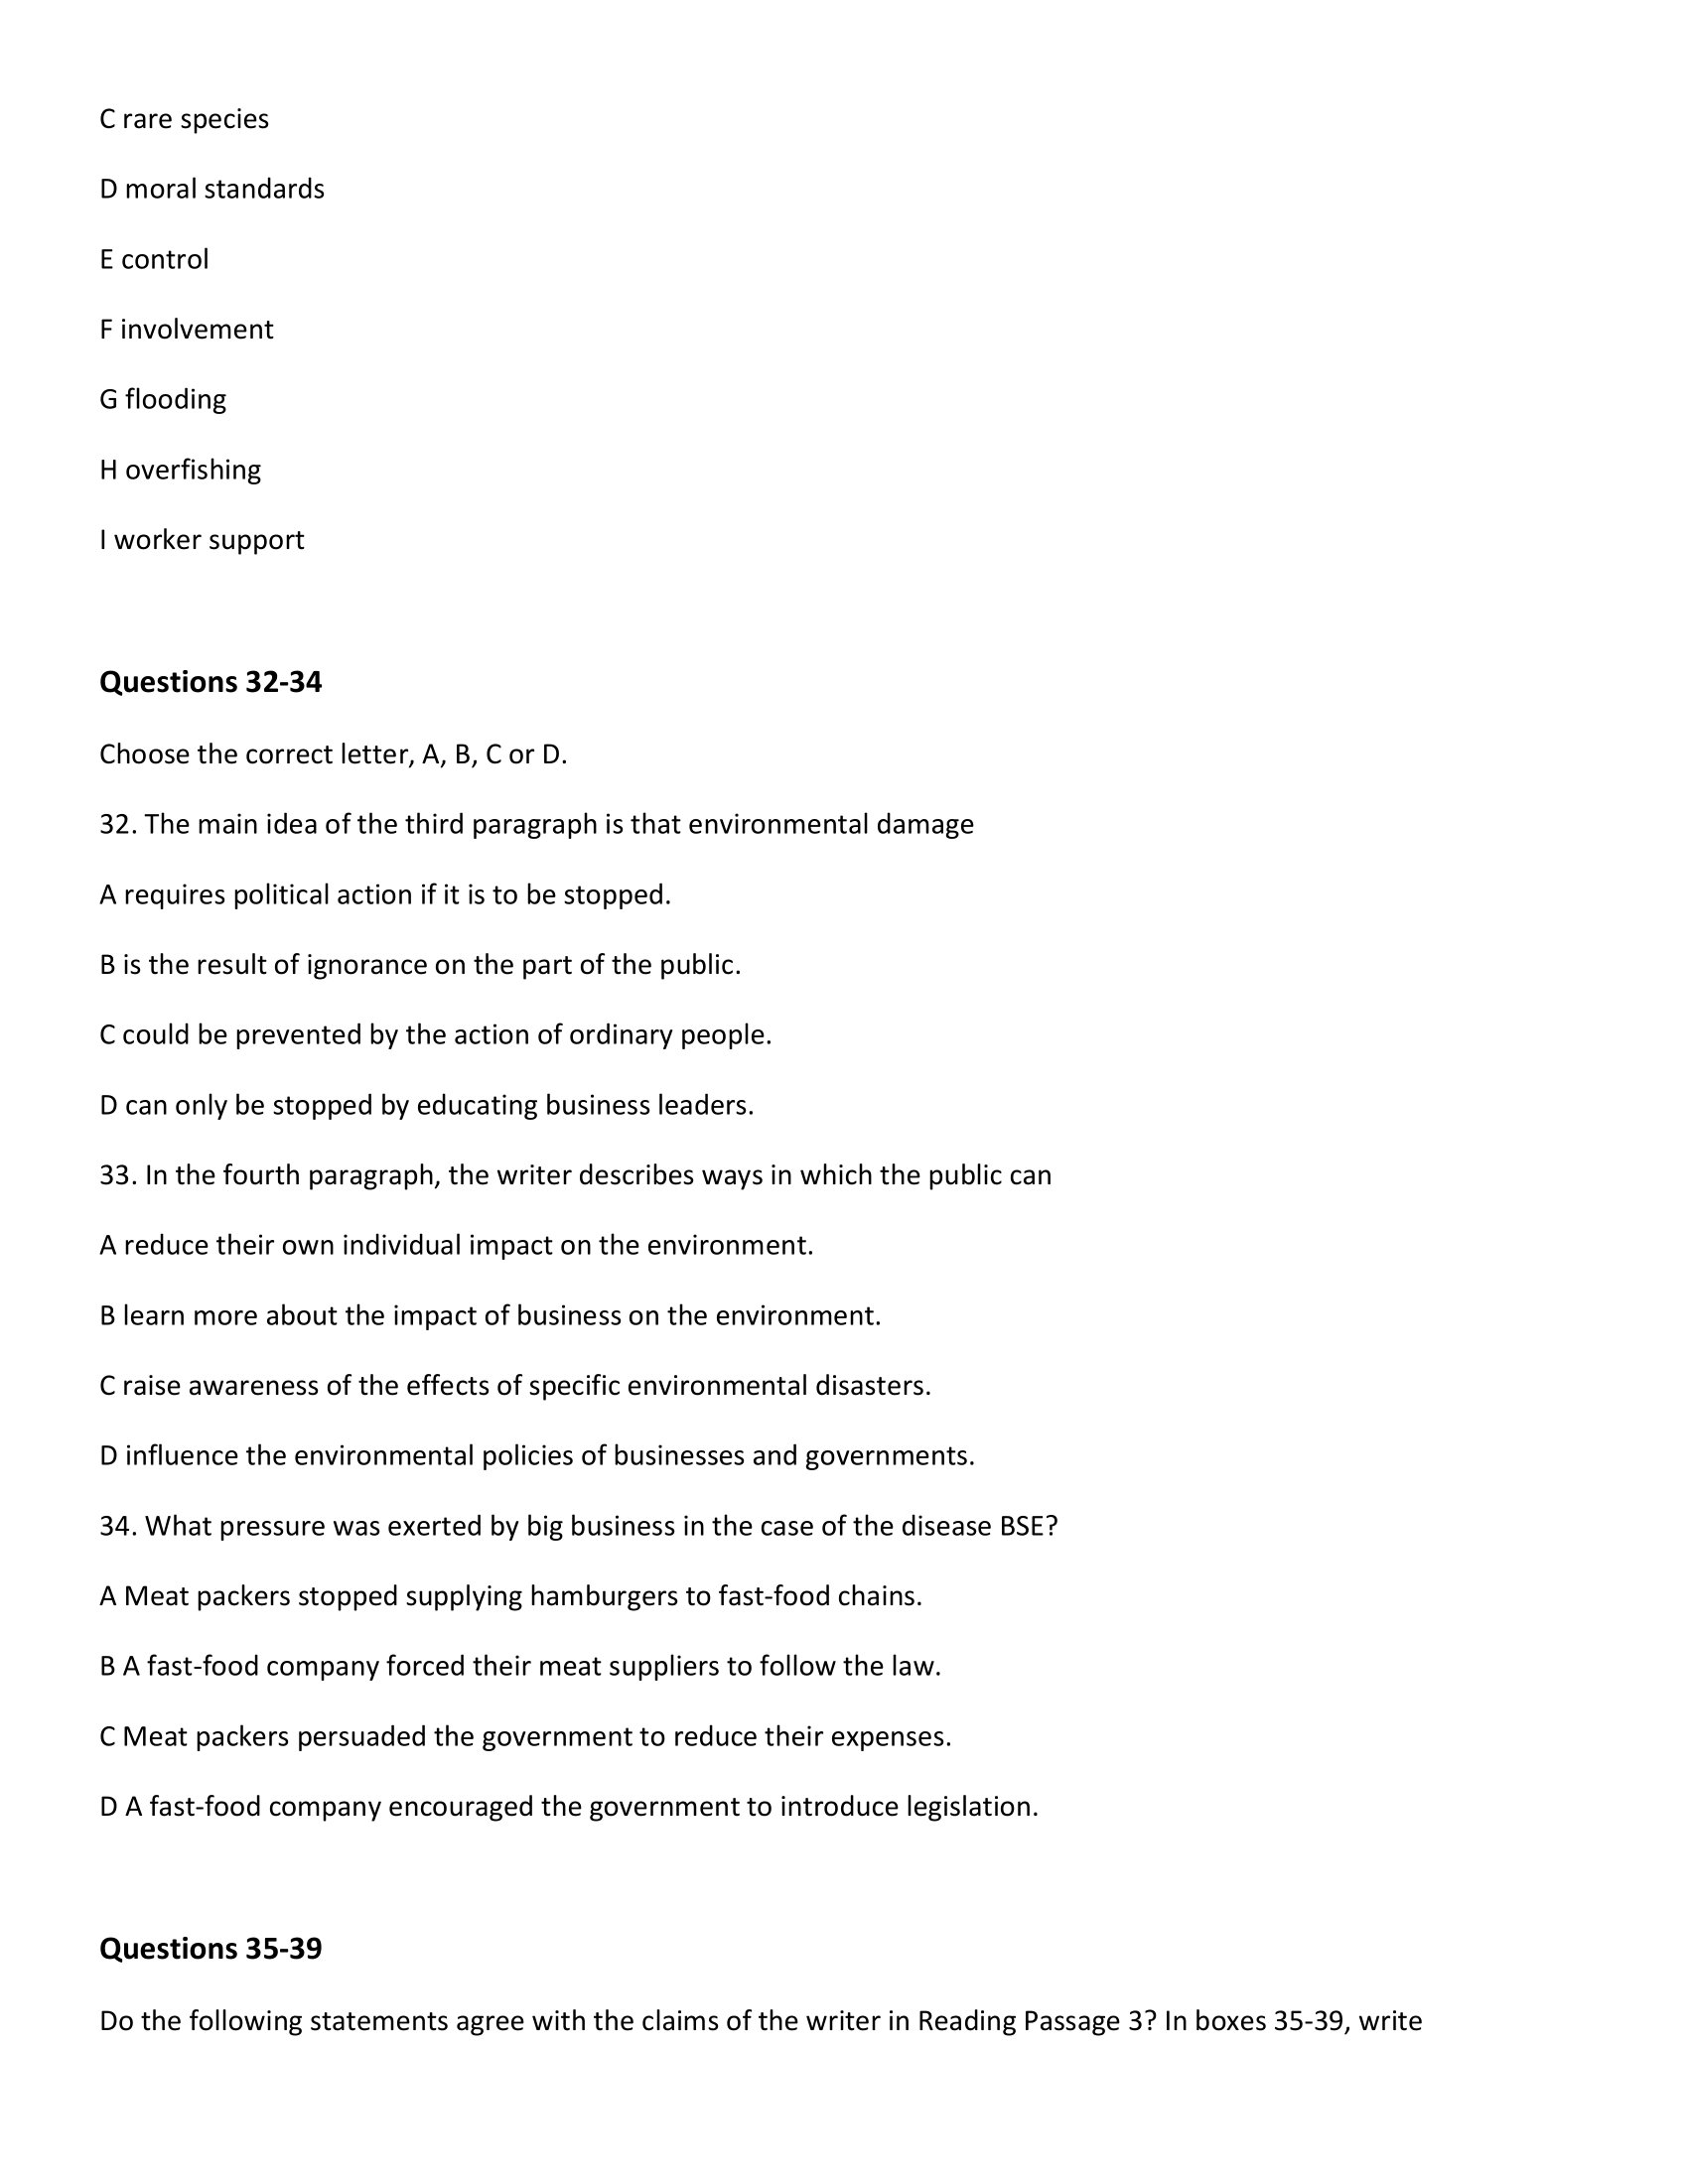 C rare species
D moral standards
E control
F involvement
G flooding
H overfishing
I worker support
Questions 32-34
Choose the correct letter, A, B, C or D.
32. The main idea of the third paragraph is that environmental damage
A requires political action if it is to be stopped.
B is the result of ignorance on the part of the public.
C could be prevented by the action of ordinary people.
D can only be stopped by educating business leaders.
33. In the fourth paragraph, the writer describes ways in which the public can
A reduce their own individual impact on the environment.
B learn more about the impact of business on the environment.
C raise awareness of the effects of specific environmental disasters.
D influence the environmental policies of businesses and governments.
34. What pressure was exerted by big business in the case of the disease BSE?
A Meat packers stopped supplying hamburgers to fast-food chains.
B A fast-food company forced their meat suppliers to follow the law.
C Meat packers persuaded the government to reduce their expenses.
D A fast-food company encouraged the government to introduce legislation.
Questions 35-39
Do the following statements agree with the claims of the writer in Reading Passage 3? In boxes 35-39, write